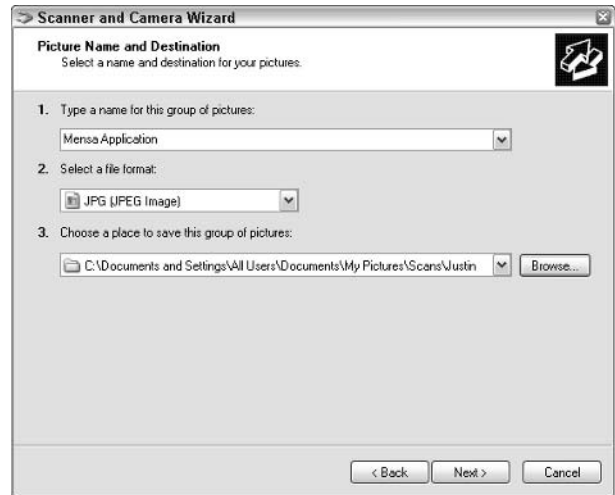 Scanner and Camera Wizard
Picture Name and Destination
Select a name and destination for your pictures.
1. Type a name for this group of pictures:
Mensa Application
2. Select a file format:
JPG (JPEG Image)
3. Choose a place to save this group of pictures:
C:\Documents and Settings\All Users\Documents\My Pictures\Scans\Justin
Browse...
< Back
Next >
Cancel